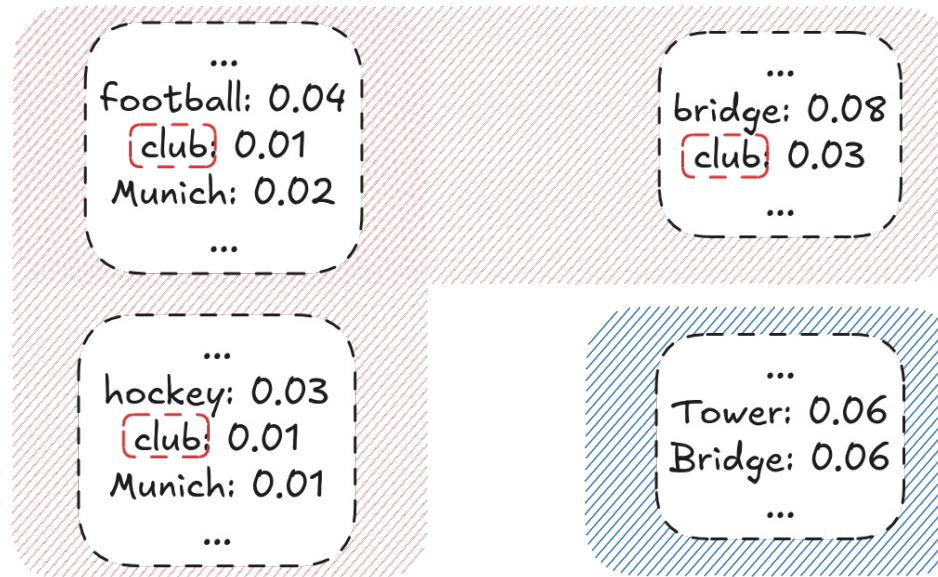 ...
football: 0.04
club: 0.01
Munich: 0.02
...
...
bridge: 0.08
club: 0.03
...
...
hockey: 0.03
club: 0.01
Munich: 0.01
...
...
Tower: 0.06
Bridge: 0.06
...